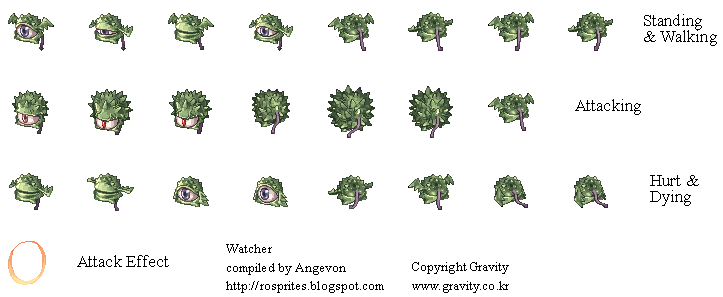 Standing
& Walking
Attacking
Hurt &
Dying
Attack Effect
Watcher
compiled by Angevon
http://rosprites.blogspot.com
Copyright Gravity
www.gravity.co.kr